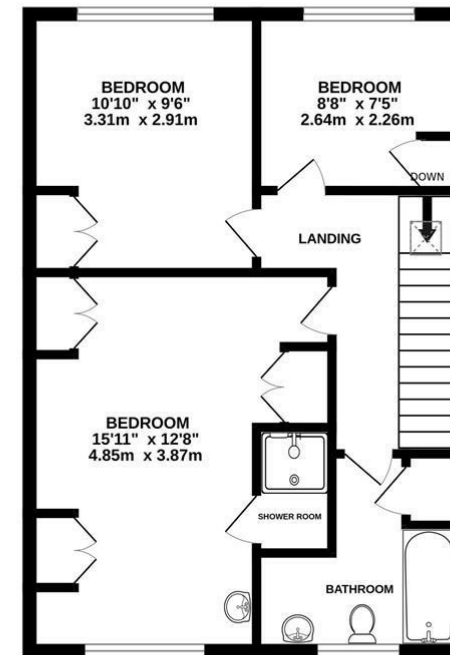 BEDROOM
10'10" x 9'6"
3.31m x 2.91m
BEDROOM
8'8" x 7'5"
2.64m x 2.26m
DOWN
LANDING
BEDROOM
15'11" x 12'8"
4.85m x 3.87m
SHOWER ROOM
BATHROOM